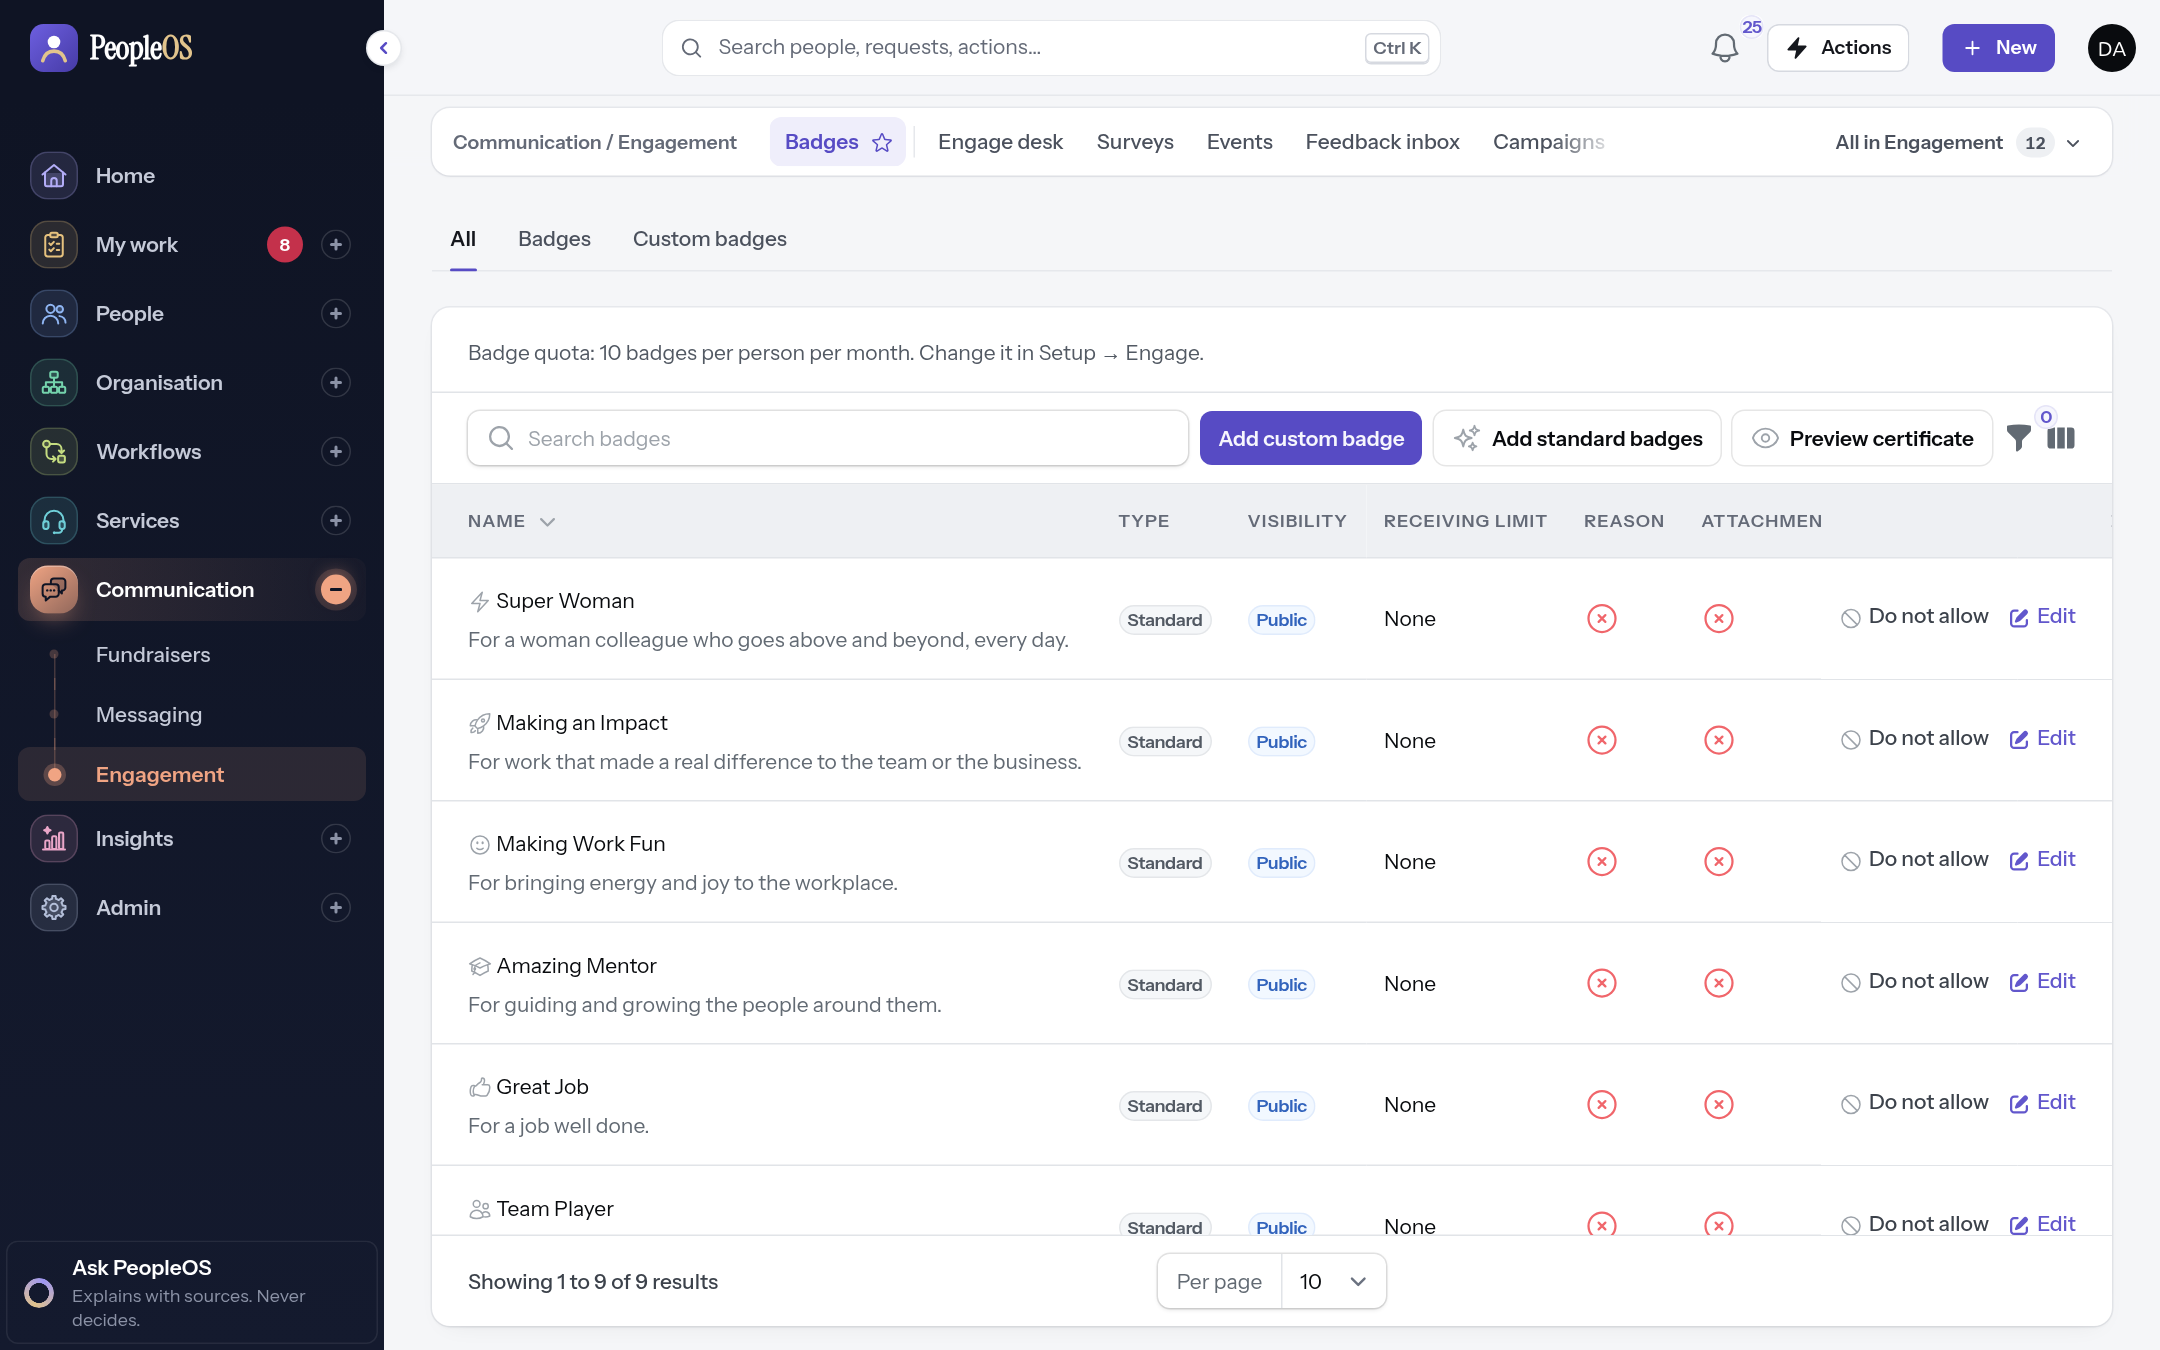 PeopleOS
Search people, requests, actions...
Ctrl K
25
Actions
New
DA
Home
My work
8
People
Organisation
Workflows
Services
Communication
Fundraisers
Messaging
Engagement
Insights
Admin
Ask PeopleOS
Explains with sources. Never
decides.
Communication / Engagement
Badges
Engage desk
Surveys
Events
Feedback inbox
Campaigns
All in Engagement
12
All
Badges
Custom badges
Badge quota: 10 badges per person per month. Change it in Setup → Engage.
Search badges
Add custom badge
Add standard badges
Preview certificate
0
NAME
TYPE
VISIBILITY
RECEIVING LIMIT
REASON
ATTACHMEN
Super Woman
For a woman colleague who goes above and beyond, every day.
Standard
Public
None
Do not allow
Edit
Making an Impact
For work that made a real difference to the team or the business.
Standard
Public
None
Do not allow
Edit
Making Work Fun
For bringing energy and joy to the workplace.
Standard
Public
None
Do not allow
Edit
Amazing Mentor
For guiding and growing the people around them.
Standard
Public
None
Do not allow
Edit
Great Job
For a job well done.
Standard
Public
None
Do not allow
Edit
Team Player
Standard
Public
None
Do not allow
Edit
Showing 1 to 9 of 9 results
Per page
10